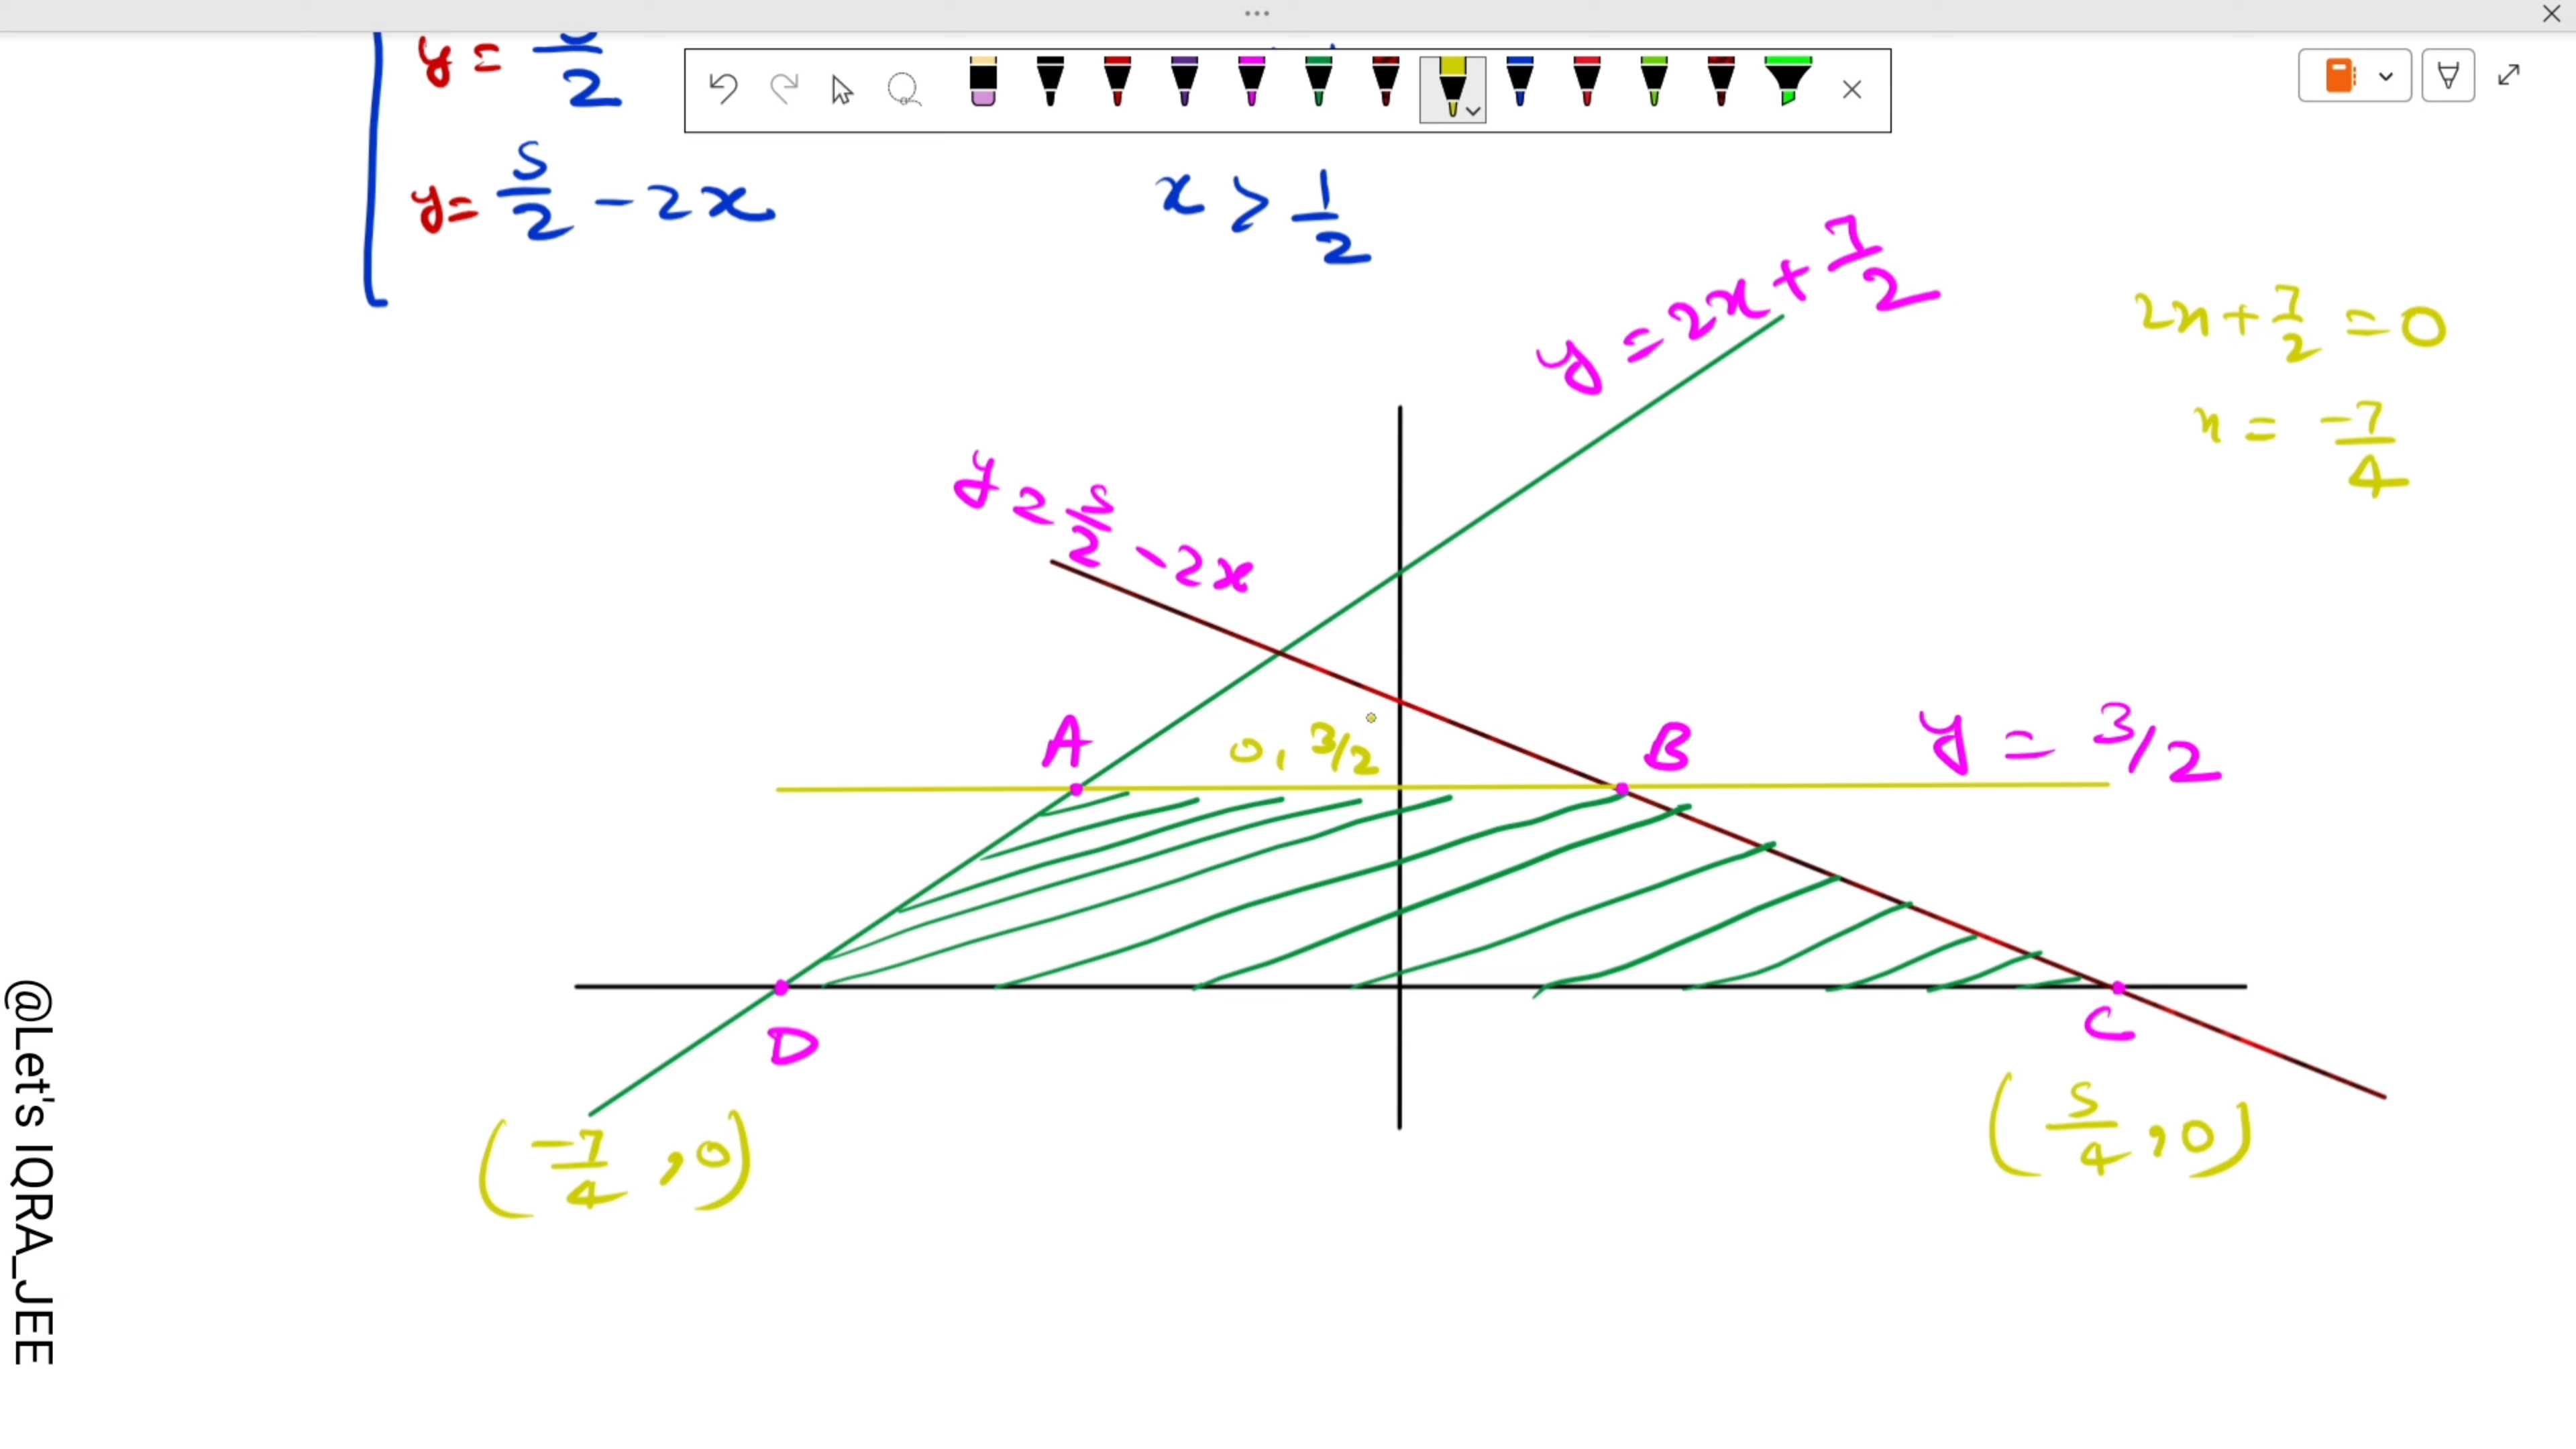 y = 2
y = 5/2 - 2x
x > 1/2
y = 2x + 7/2
2x + 7/2 = 0
x = -7/4
y = 5/2 - 2x
A
0, 3/2
B
y = 3/2
D
C
(-7/4, 0)
(5/4, 0)
@Let's IQRA_JEE